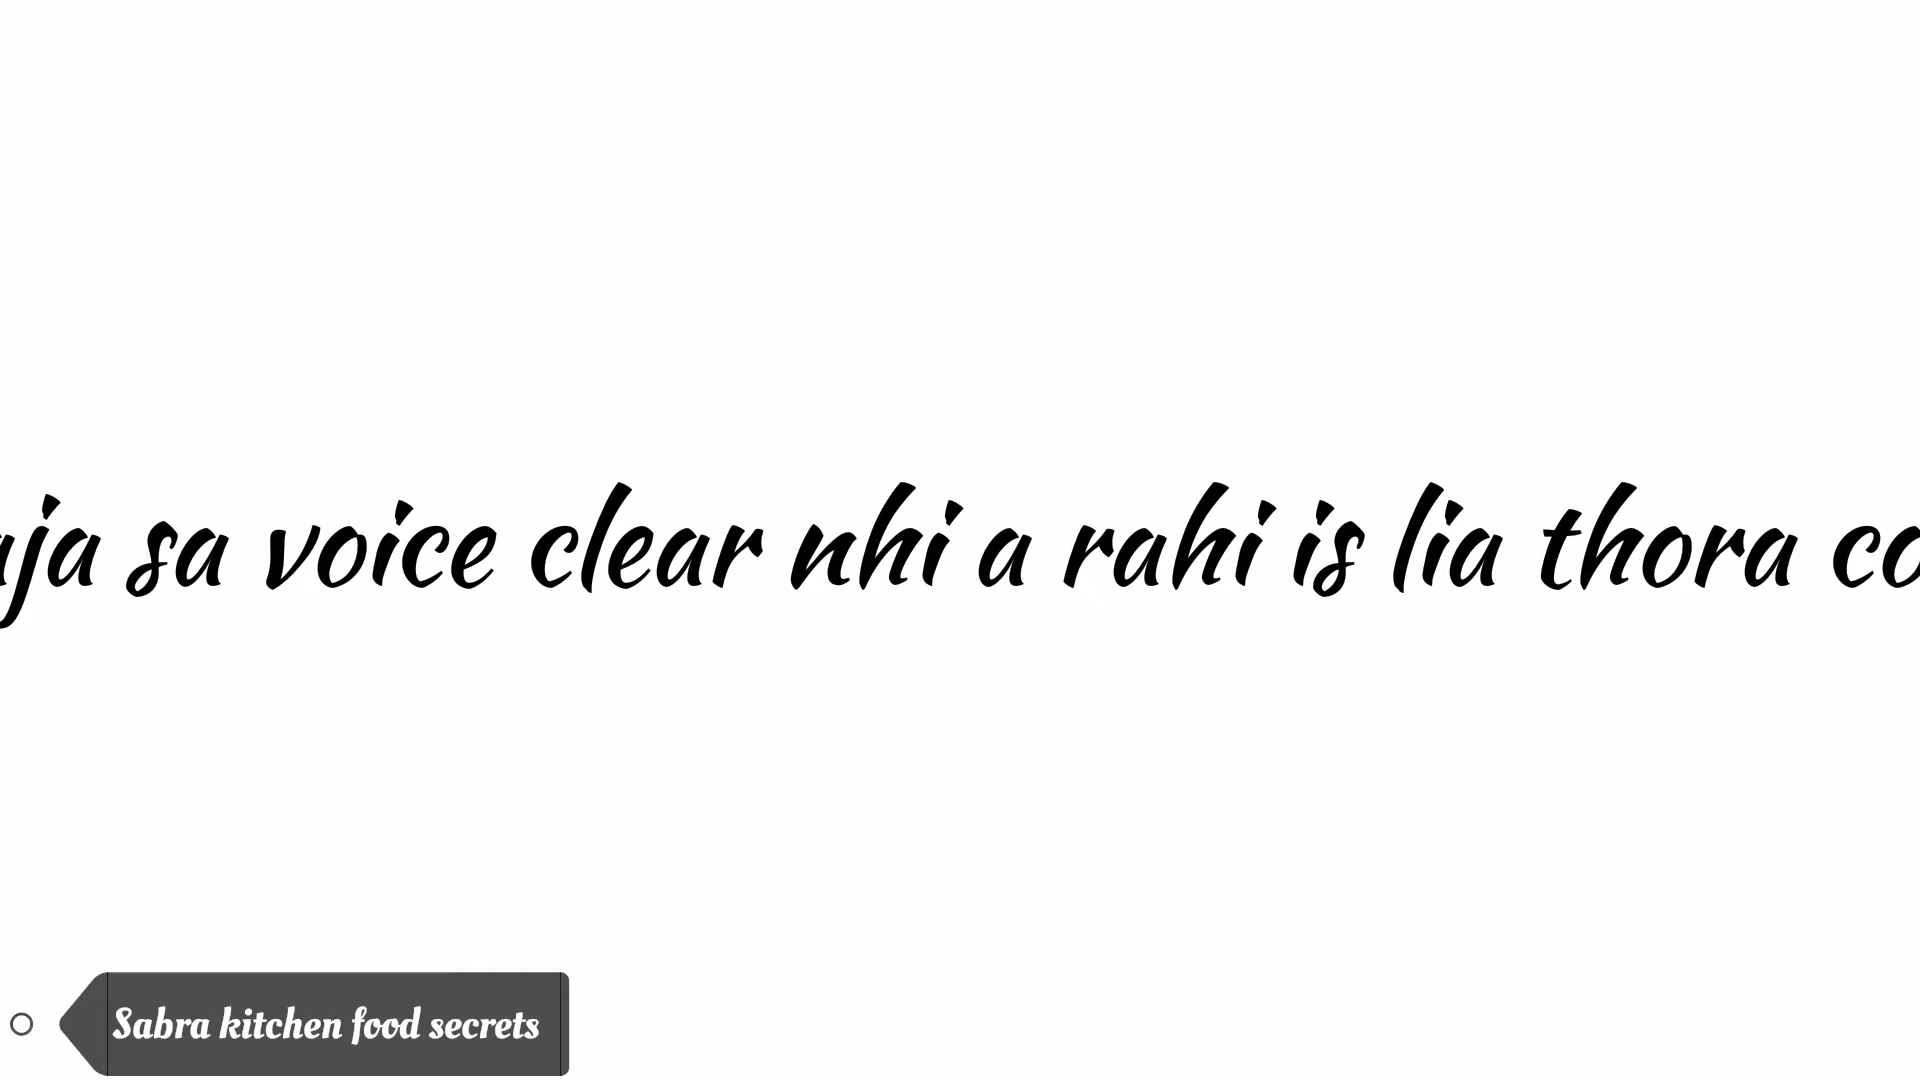 sa voice clear nhi a rahi is lia thora
Sabra kitchen food secrets